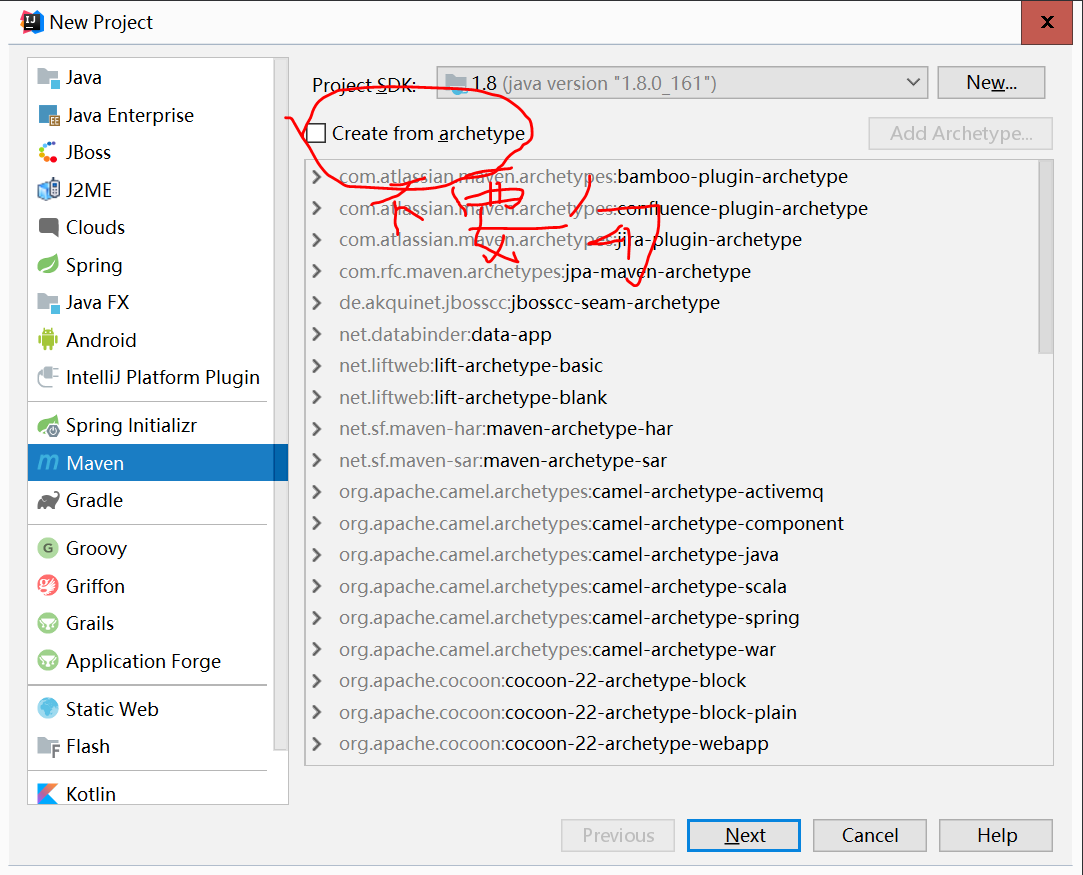 New Project
Java
Java Enterprise
JBoss
J2ME
Clouds
Spring
Java FX
Android
IntelliJ Platform Plugin
Spring Initializr
Maven
Gradle
Groovy
Griffon
Grails
Application Forge
Static Web
Flash
Kotlin
Project SDK: 1.8 (java version "1.8.0_161") New...
Create from archetype Add Archetype...
不要勾
com.atlassian.maven.archetypes:bamboo-plugin-archetype
com.atlassian.maven.archetypes:confluence-plugin-archetype
com.atlassian.maven.archetypes:jira-plugin-archetype
com.rfc.maven.archetypes:jpa-maven-archetype
de.akquinet.jbosscc:jbosscc-seam-archetype
net.databinder:data-app
net.liftweb:lift-archetype-basic
net.liftweb:lift-archetype-blank
net.sf.maven-har:maven-archetype-har
net.sf.maven-sar:maven-archetype-sar
org.apache.camel.archetypes:camel-archetype-activemq
org.apache.camel.archetypes:camel-archetype-component
org.apache.camel.archetypes:camel-archetype-java
org.apache.camel.archetypes:camel-archetype-scala
org.apache.camel.archetypes:camel-archetype-spring
org.apache.camel.archetypes:camel-archetype-war
org.apache.cocoon:cocoon-22-archetype-block
org.apache.cocoon:cocoon-22-archetype-block-plain
org.apache.cocoon:cocoon-22-archetype-webapp
Previous Next Cancel Help